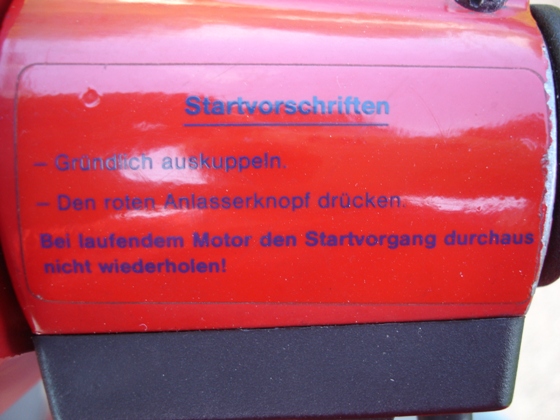 Startvorschriften
– Gründlich auskuppeln.
– Den roten Anlasserknopf drücken.
Bei laufendem Motor den Startvorgang durchaus
nicht wiederholen!